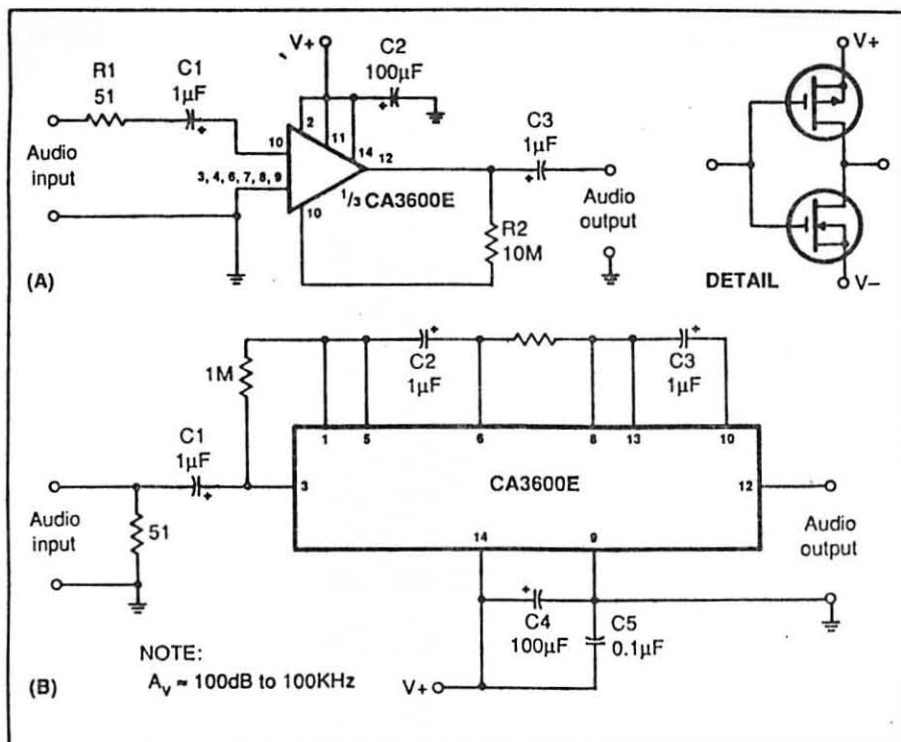 V+
C2
100µF
R1
51
C1
1µF
+
+
2
11
14
12
10
3, 4, 6, 7, 8, 9
10
1/3 CA3600E
C3
1µF
+
Audio
input
Audio
output
R2
10M
(A)
V+
V–
DETAIL
1M
+
C2
1µF
+
C3
1µF
1
5
6
8
13
10
C1
1µF
+
3
CA3600E
12
Audio
input
51
Audio
output
14
9
+
C4
100µF
C5
0.1µF
NOTE:
Av ≈ 100dB to 100KHz
V+
(B)